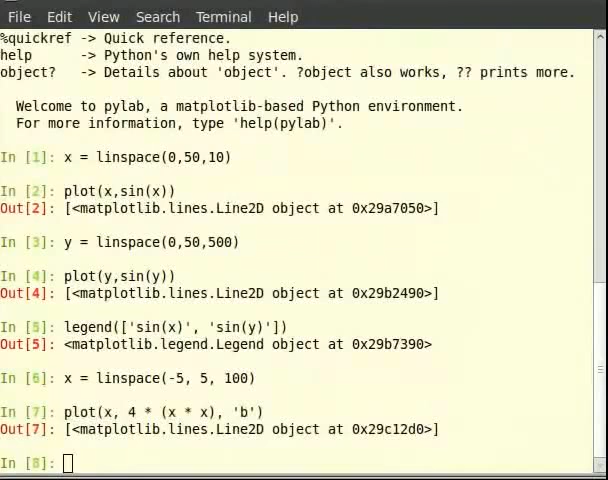 File Edit View Search Terminal Help
%quickref -> Quick reference.
help      -> Python's own help system.
object?   -> Details about 'object'. ?object also works, ?? prints more.
  Welcome to pylab, a matplotlib-based Python environment.
  For more information, type 'help(pylab)'.
In [1]: x = linspace(0,50,10)
In [2]: plot(x,sin(x))
Out[2]: [<matplotlib.lines.Line2D object at 0x29a7050>]
In [3]: y = linspace(0,50,500)
In [4]: plot(y,sin(y))
Out[4]: [<matplotlib.lines.Line2D object at 0x29b2490>]
In [5]: legend(['sin(x)', 'sin(y)'])
Out[5]: <matplotlib.legend.Legend object at 0x29b7390>
In [6]: x = linspace(-5, 5, 100)
In [7]: plot(x, 4 * (x * x), 'b')
Out[7]: [<matplotlib.lines.Line2D object at 0x29c12d0>]
In [8]: